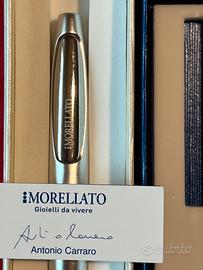 MORELLATO
MORELLATO
Gioielli da vivere
Antonio Carraro
subito